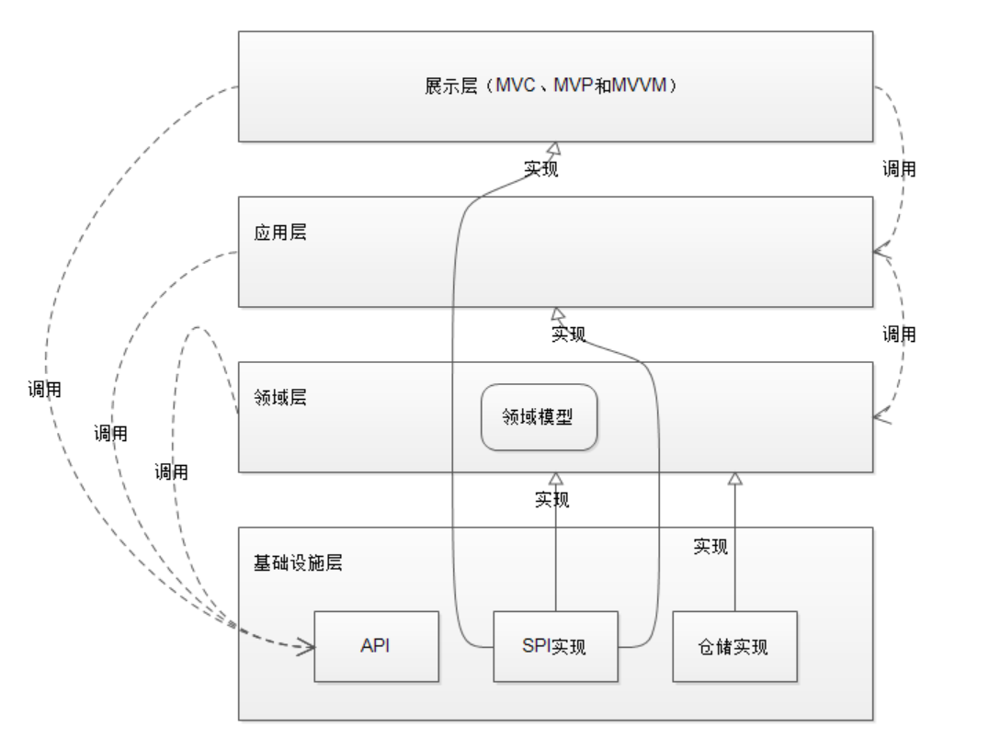 展示层（MVC、MVP和MVVM）
实现
调用
应用层
实现
调用
调用
领域层
领域模型
调用
调用
实现
实现
基础设施层
API
SPI实现
仓储实现